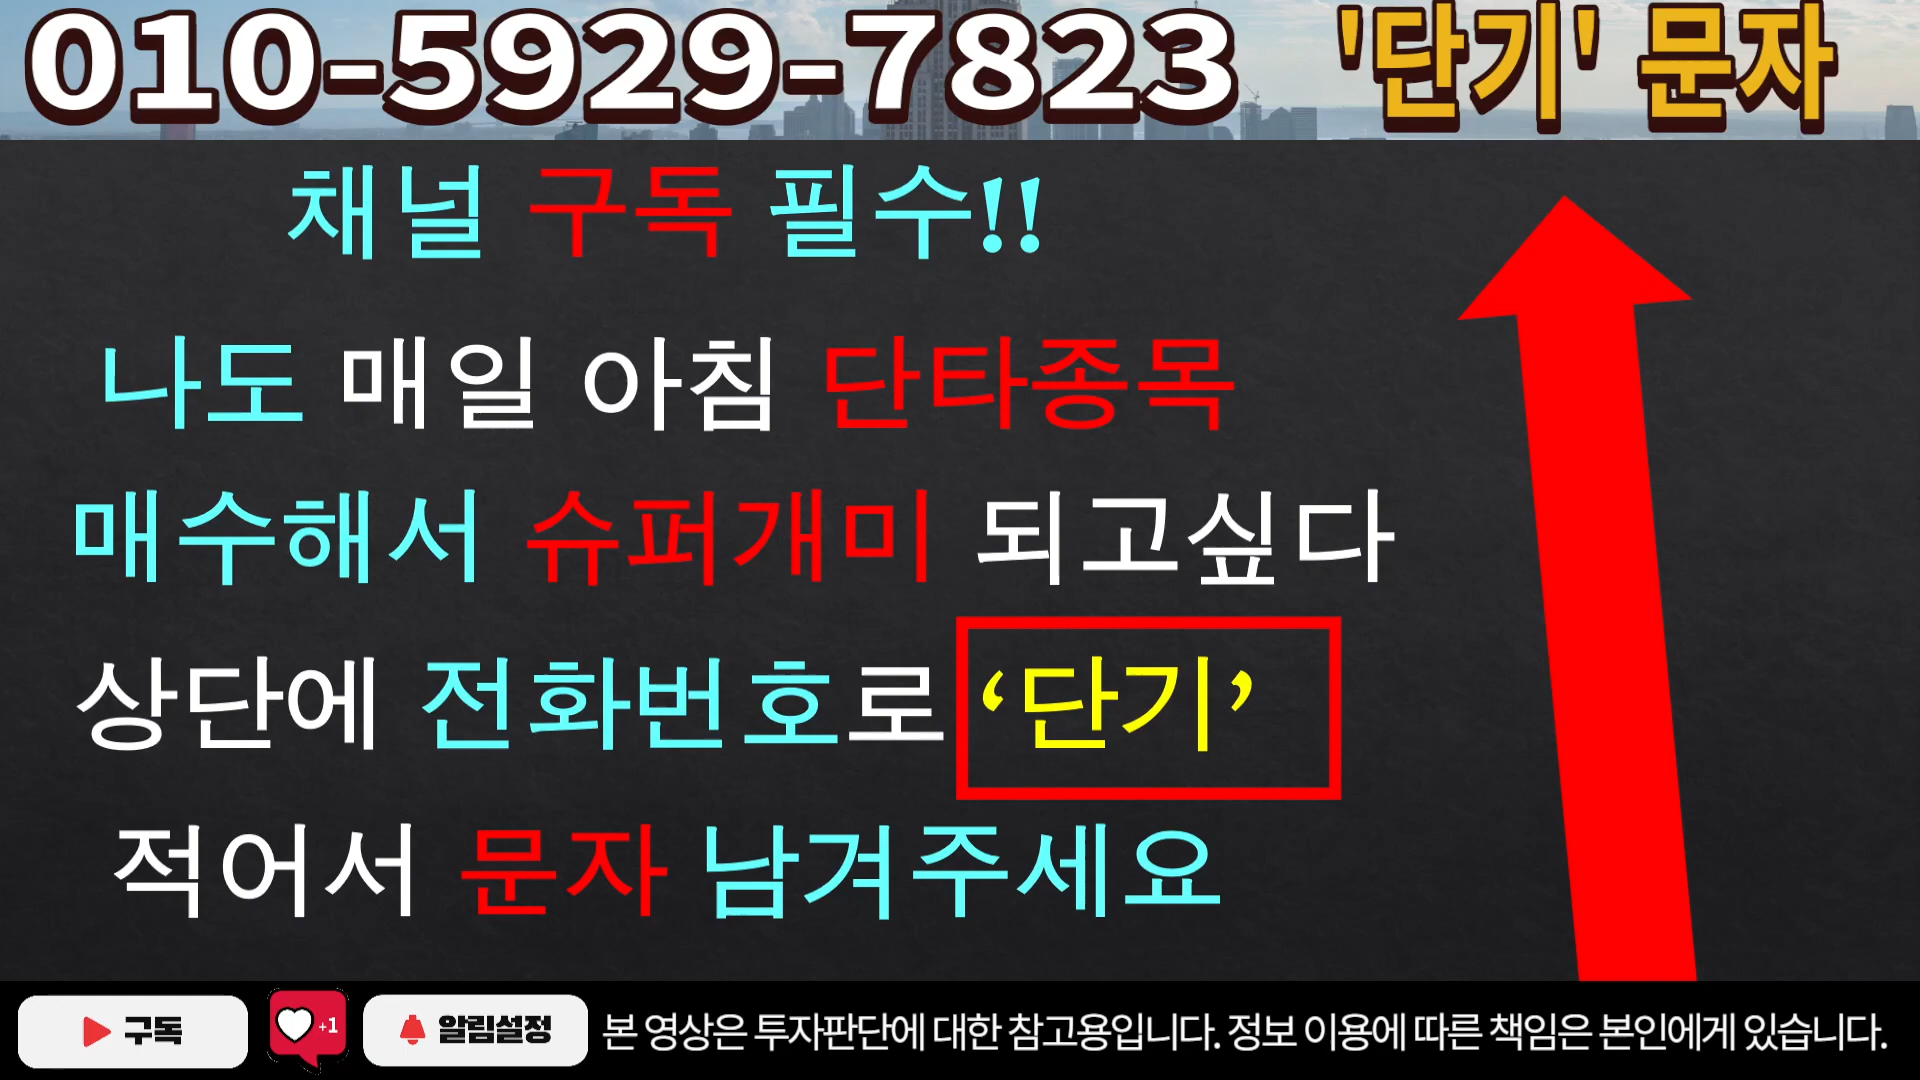 010-5929-7823 '단기' 문자
채널 구독 필수!!
나도 매일 아침 단타종목
매수해서 슈퍼개미 되고싶다
상단에 전화번호로 ‘단기’
적어서 문자 남겨주세요
구독 +1 알림설정 본 영상은 투자판단에 대한 참고용입니다. 정보 이용에 따른 책임은 본인에게 있습니다.